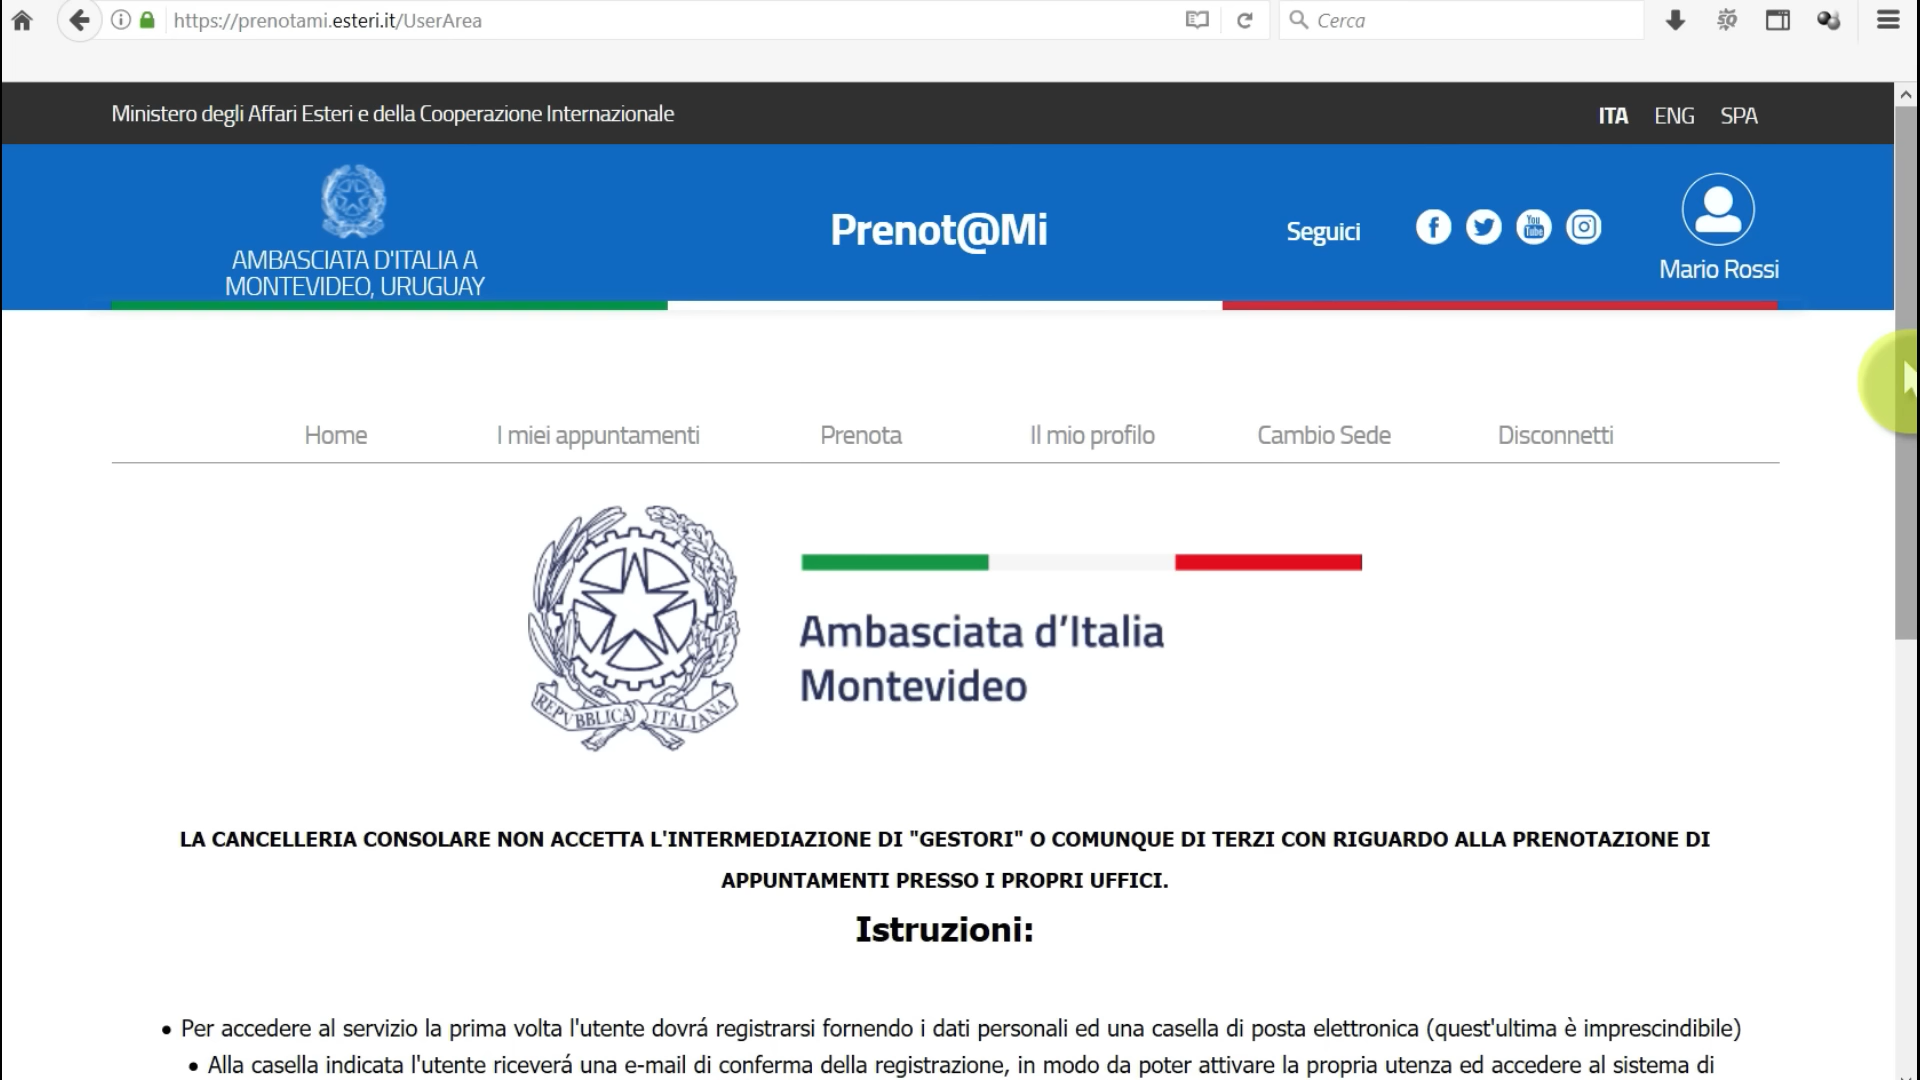 https://prenotami.esteri.it/UserArea
Cerca
Ministero degli Affari Esteri e della Cooperazione Internazionale
ITA ENG SPA
AMBASCIATA D'ITALIA A
MONTEVIDEO, URUGUAY
Prenot@Mi
Seguici
You
Tube
Mario Rossi
Home I miei appuntamenti Prenota Il mio profilo Cambio Sede Disconnetti
REPVBBLICA ITALIANA
Ambasciata d'Italia
Montevideo
LA CANCELLERIA CONSOLARE NON ACCETTA L'INTERMEDIAZIONE DI "GESTORI" O COMUNQUE DI TERZI CON RIGUARDO ALLA PRENOTAZIONE DI
APPUNTAMENTI PRESSO I PROPRI UFFICI.
Istruzioni:
• Per accedere al servizio la prima volta l'utente dovrá registrarsi fornendo i dati personali ed una casella di posta elettronica (quest'ultima è imprescindibile)
• Alla casella indicata l'utente riceverá una e-mail di conferma della registrazione, in modo da poter attivare la propria utenza ed accedere al sistema di